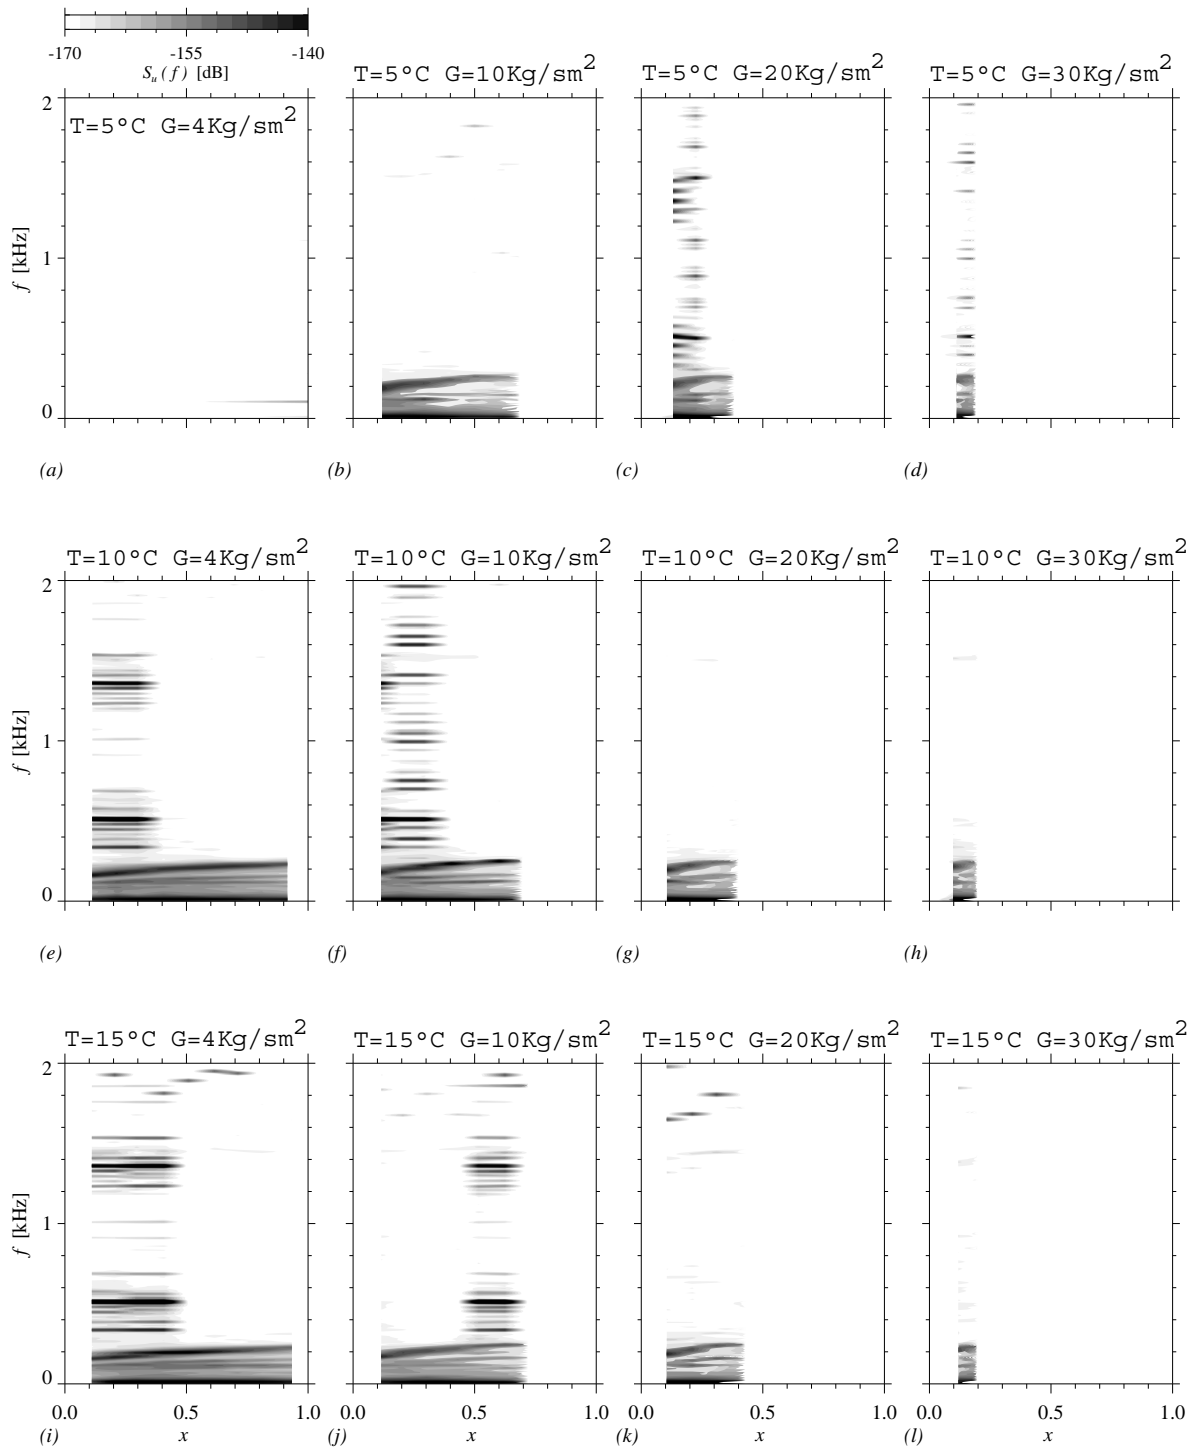 -170 -155 -140
S_u(f) [dB]
T=5°C G=4Kg/sm²
T=5°C G=10Kg/sm²
T=5°C G=20Kg/sm²
T=5°C G=30Kg/sm²
2
1
0
f [kHz]
(a) (b) (c) (d)
T=10°C G=4Kg/sm²
T=10°C G=10Kg/sm²
T=10°C G=20Kg/sm²
T=10°C G=30Kg/sm²
2
1
0
f [kHz]
(e) (f) (g) (h)
T=15°C G=4Kg/sm²
T=15°C G=10Kg/sm²
T=15°C G=20Kg/sm²
T=15°C G=30Kg/sm²
2
1
0
f [kHz]
0.0 0.5 1.0 0.0 0.5 1.0 0.0 0.5 1.0 0.0 0.5 1.0
(i) x (j) x (k) x (l) x